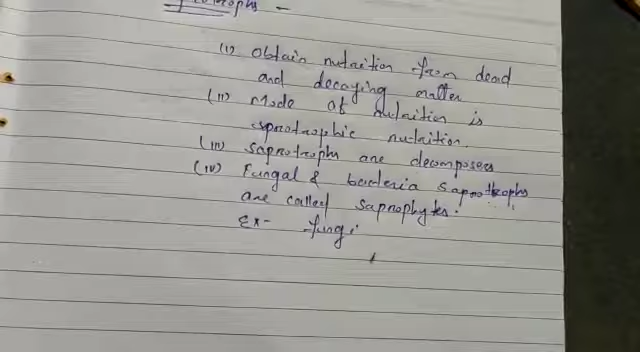 (i) Obtain nutrition from dead
and decaying matter
(ii) Mode of nutrition is
saprotrophic nutrition.
(iii) Saprotrophs are decomposers
(iv) Fungal & bacteria saprotrophs
are called saprophytes.
Ex- fungi